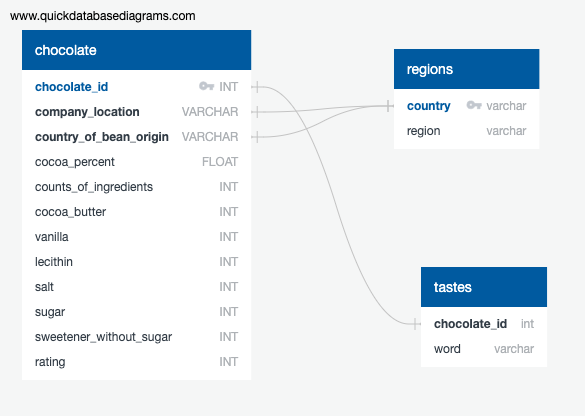 www.quickdatabasediagrams.com
chocolate
chocolate_id INT
company_location VARCHAR
country_of_bean_origin VARCHAR
cocoa_percent FLOAT
counts_of_ingredients INT
cocoa_butter INT
vanilla INT
lecithin INT
salt INT
sugar INT
sweetener_without_sugar INT
rating INT
regions
country varchar
region varchar
tastes
chocolate_id int
word varchar